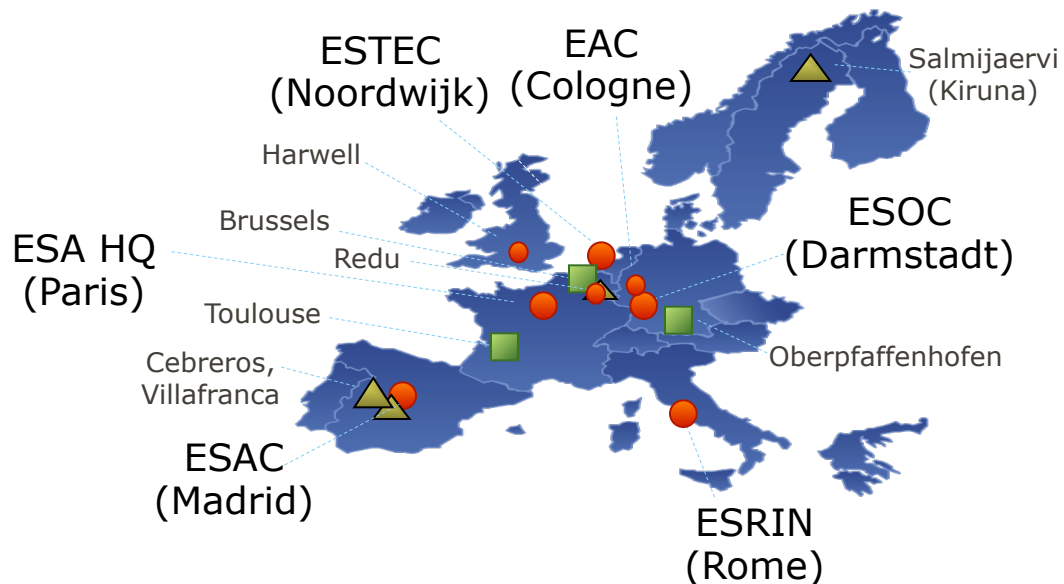 ESTEC
(Noordwijk)
EAC
(Cologne)
Salmijaervi
(Kiruna)
Harwell
Brussels
Redu
ESA HQ
(Paris)
ESOC
(Darmstadt)
Toulouse
Oberpfaffenhofen
Cebreros,
Villafranca
ESAC
(Madrid)
ESRIN
(Rome)